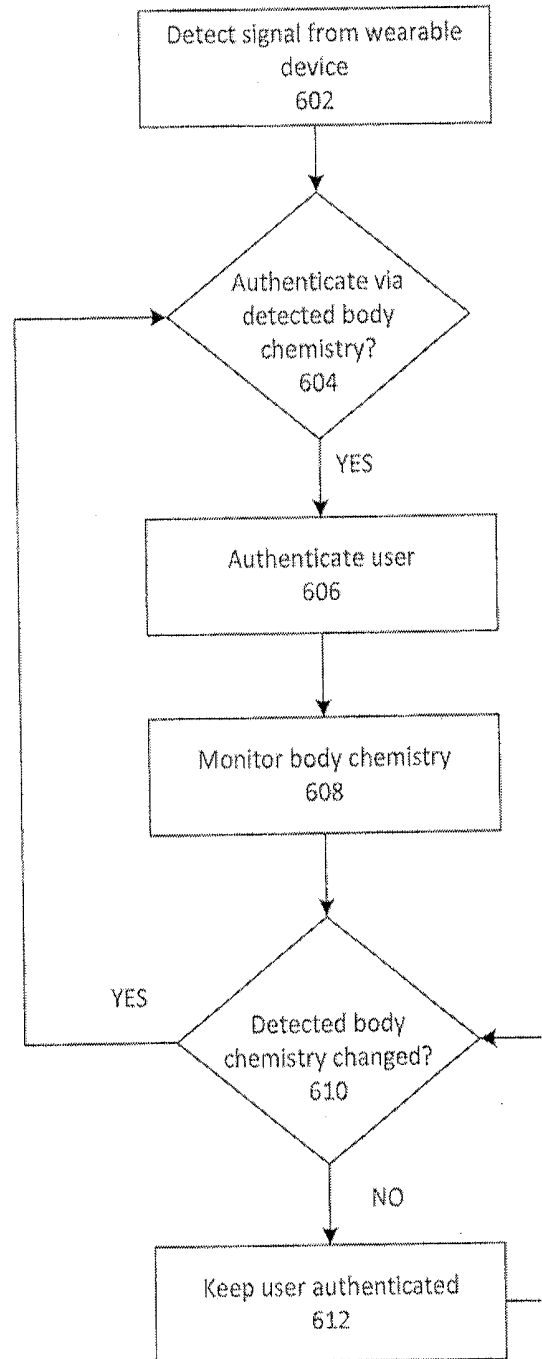 Detect signal from wearable
device
602
Authenticate via
detected body
chemistry?
604
YES
Authenticate user
606
Monitor body chemistry
608
YES
Detected body
chemistry changed?
610
NO
Keep user authenticated
612